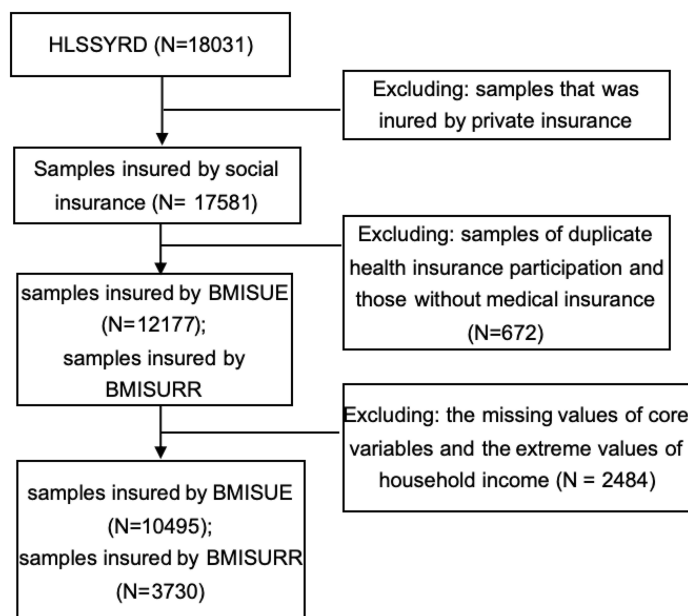 HLSSYRD (N=18031)
Excluding: samples that was
inured by private insurance
Samples insured by social
insurance (N= 17581)
Excluding: samples of duplicate
health insurance participation and
those without medical insurance
(N=672)
samples insured by BMISUE
(N=12177);
samples insured by
BMISURR
Excluding: the missing values of core
variables and the extreme values of
household income (N = 2484)
samples insured by BMISUE
(N=10495);
samples insured by BMISURR
(N=3730)